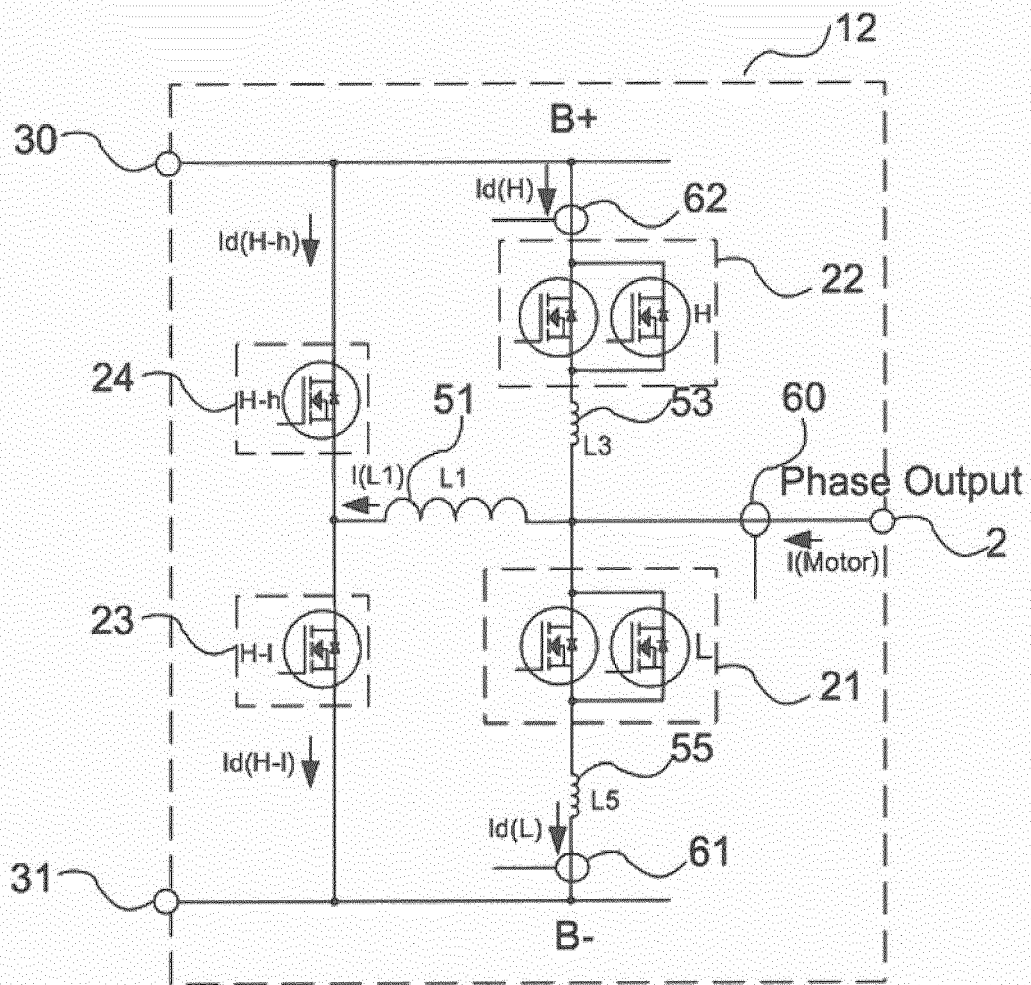 12
B+
30
Id(H)
62
Id(H-h)
22
H
24
H-h
51
53
60
I(L1)
L1
L3
Phase Output
2
I(Motor)
23
H-l
L
21
55
Id(H-l)
L5
Id(L)
61
31
B-